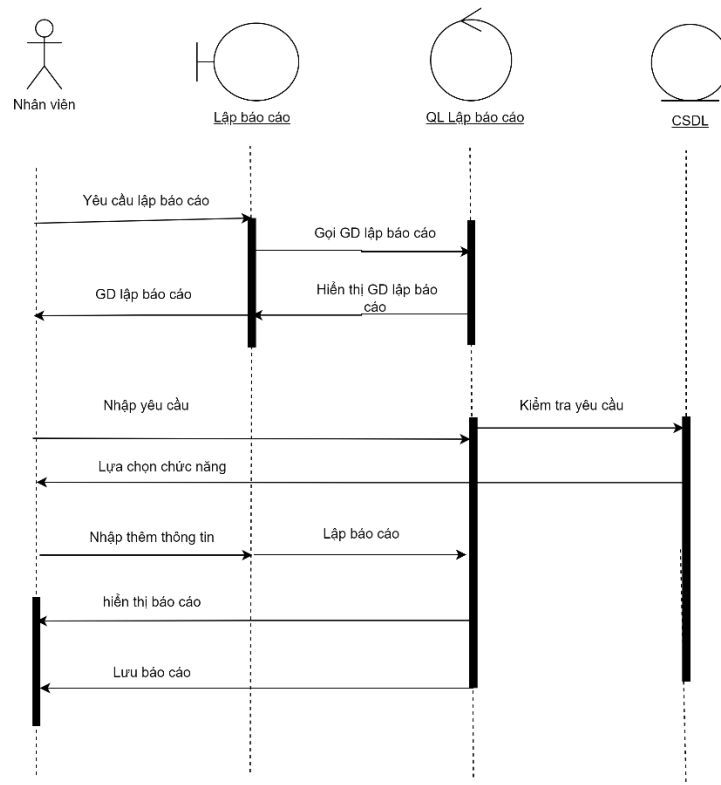 Nhân viên
Lập báo cáo
QL Lập báo cáo
CSDL
Yêu cầu lập báo cáo
Gọi GD lập báo cáo
GD lập báo cáo
Hiển thị GD lập báo
cáo
Nhập yêu cầu
Kiểm tra yêu cầu
Lựa chọn chức năng
Nhập thêm thông tin
Lập báo cáo
hiển thị báo cáo
Lưu báo cáo